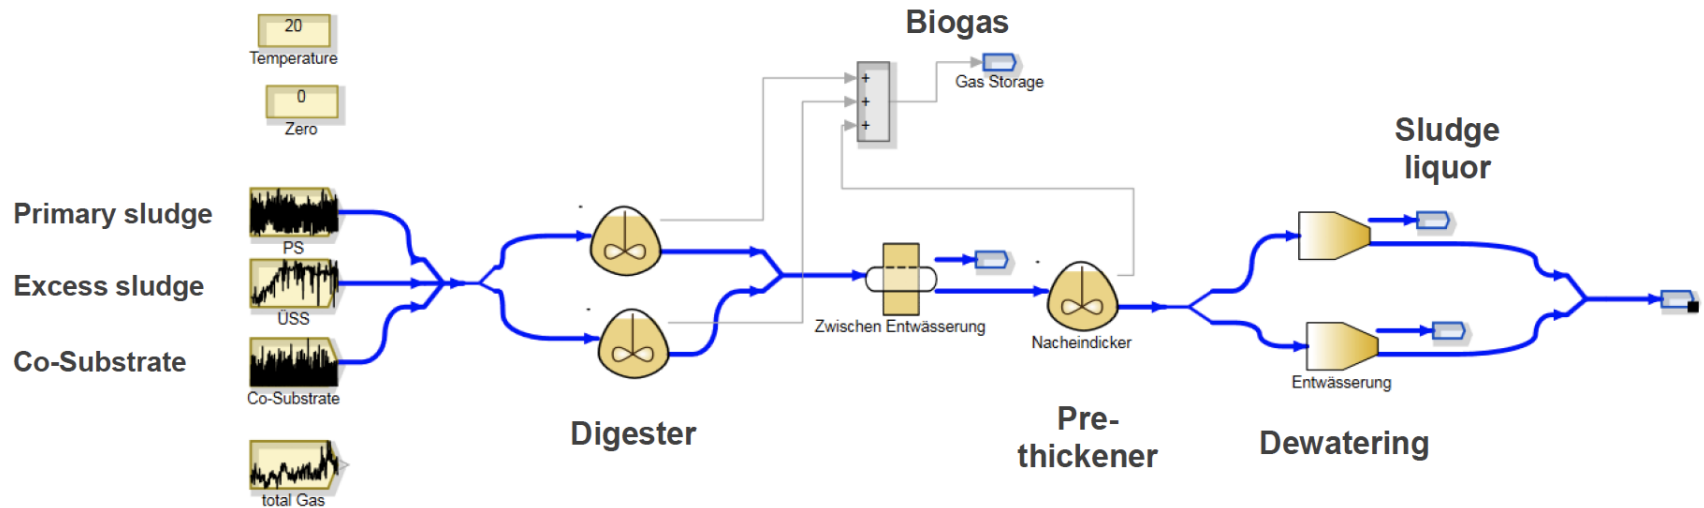 Biogas
20
Temperature
Gas Storage
0
Zero
+
+
+
Sludge
liquor
Primary sludge
PS
Excess sludge
ÜSS
Zwischen Entwässerung
Nacheindicker
Co-Substrate
Co-Substrate
Entwässerung
Digester
Pre-
thickener
Dewatering
total Gas